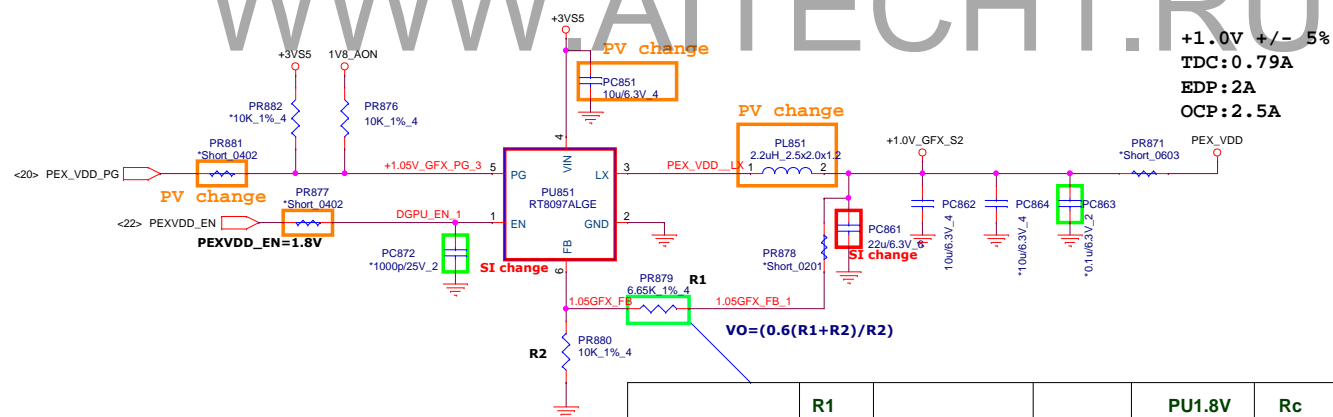 WWW.AITECH1.RU
+3VS5
PV change
+1.0V +/- 5%
TDC:0.79A
EDP:2A
OCP:2.5A
+3VS5
1V8_AON
PC851
10u/6.3V_4
PR882
*10K_1%_4
PR876
10K_1%_4
PV change
PL851
2.2uH_2.5x2.0x1.2
1
2
+1.0V_GFX_S2
PR871
*Short_0603
PEX_VDD
PR881
*Short_0402
<20> PEX_VDD_PG
+1.05V_GFX_PG_3
5
PG
4
VIN
LX
3
PEX_VDD__LX
PV change
PR877
*Short_0402
PU851
RT8097ALGE
<22> PEXVDD_EN
DGPU_EN_1
1
EN
GND
2
PEXVDD_EN=1.8V
FB
6
PC872
*1000p/25V_2
SI change
PC861
22u/6.3V_6
SI change
PC862
10u/6.3V_4
PC864
*10u/6.3V_4
PC863
*0.1u/6.3V_2
PR878
*Short_0201
PR879
6.65K_1%_4
R1
1.05GFX_FB
1.05GFX_FB_1
VO=(0.6(R1+R2)/R2)
R2
PR880
10K_1%_4
R1
PU1.8V
Rc